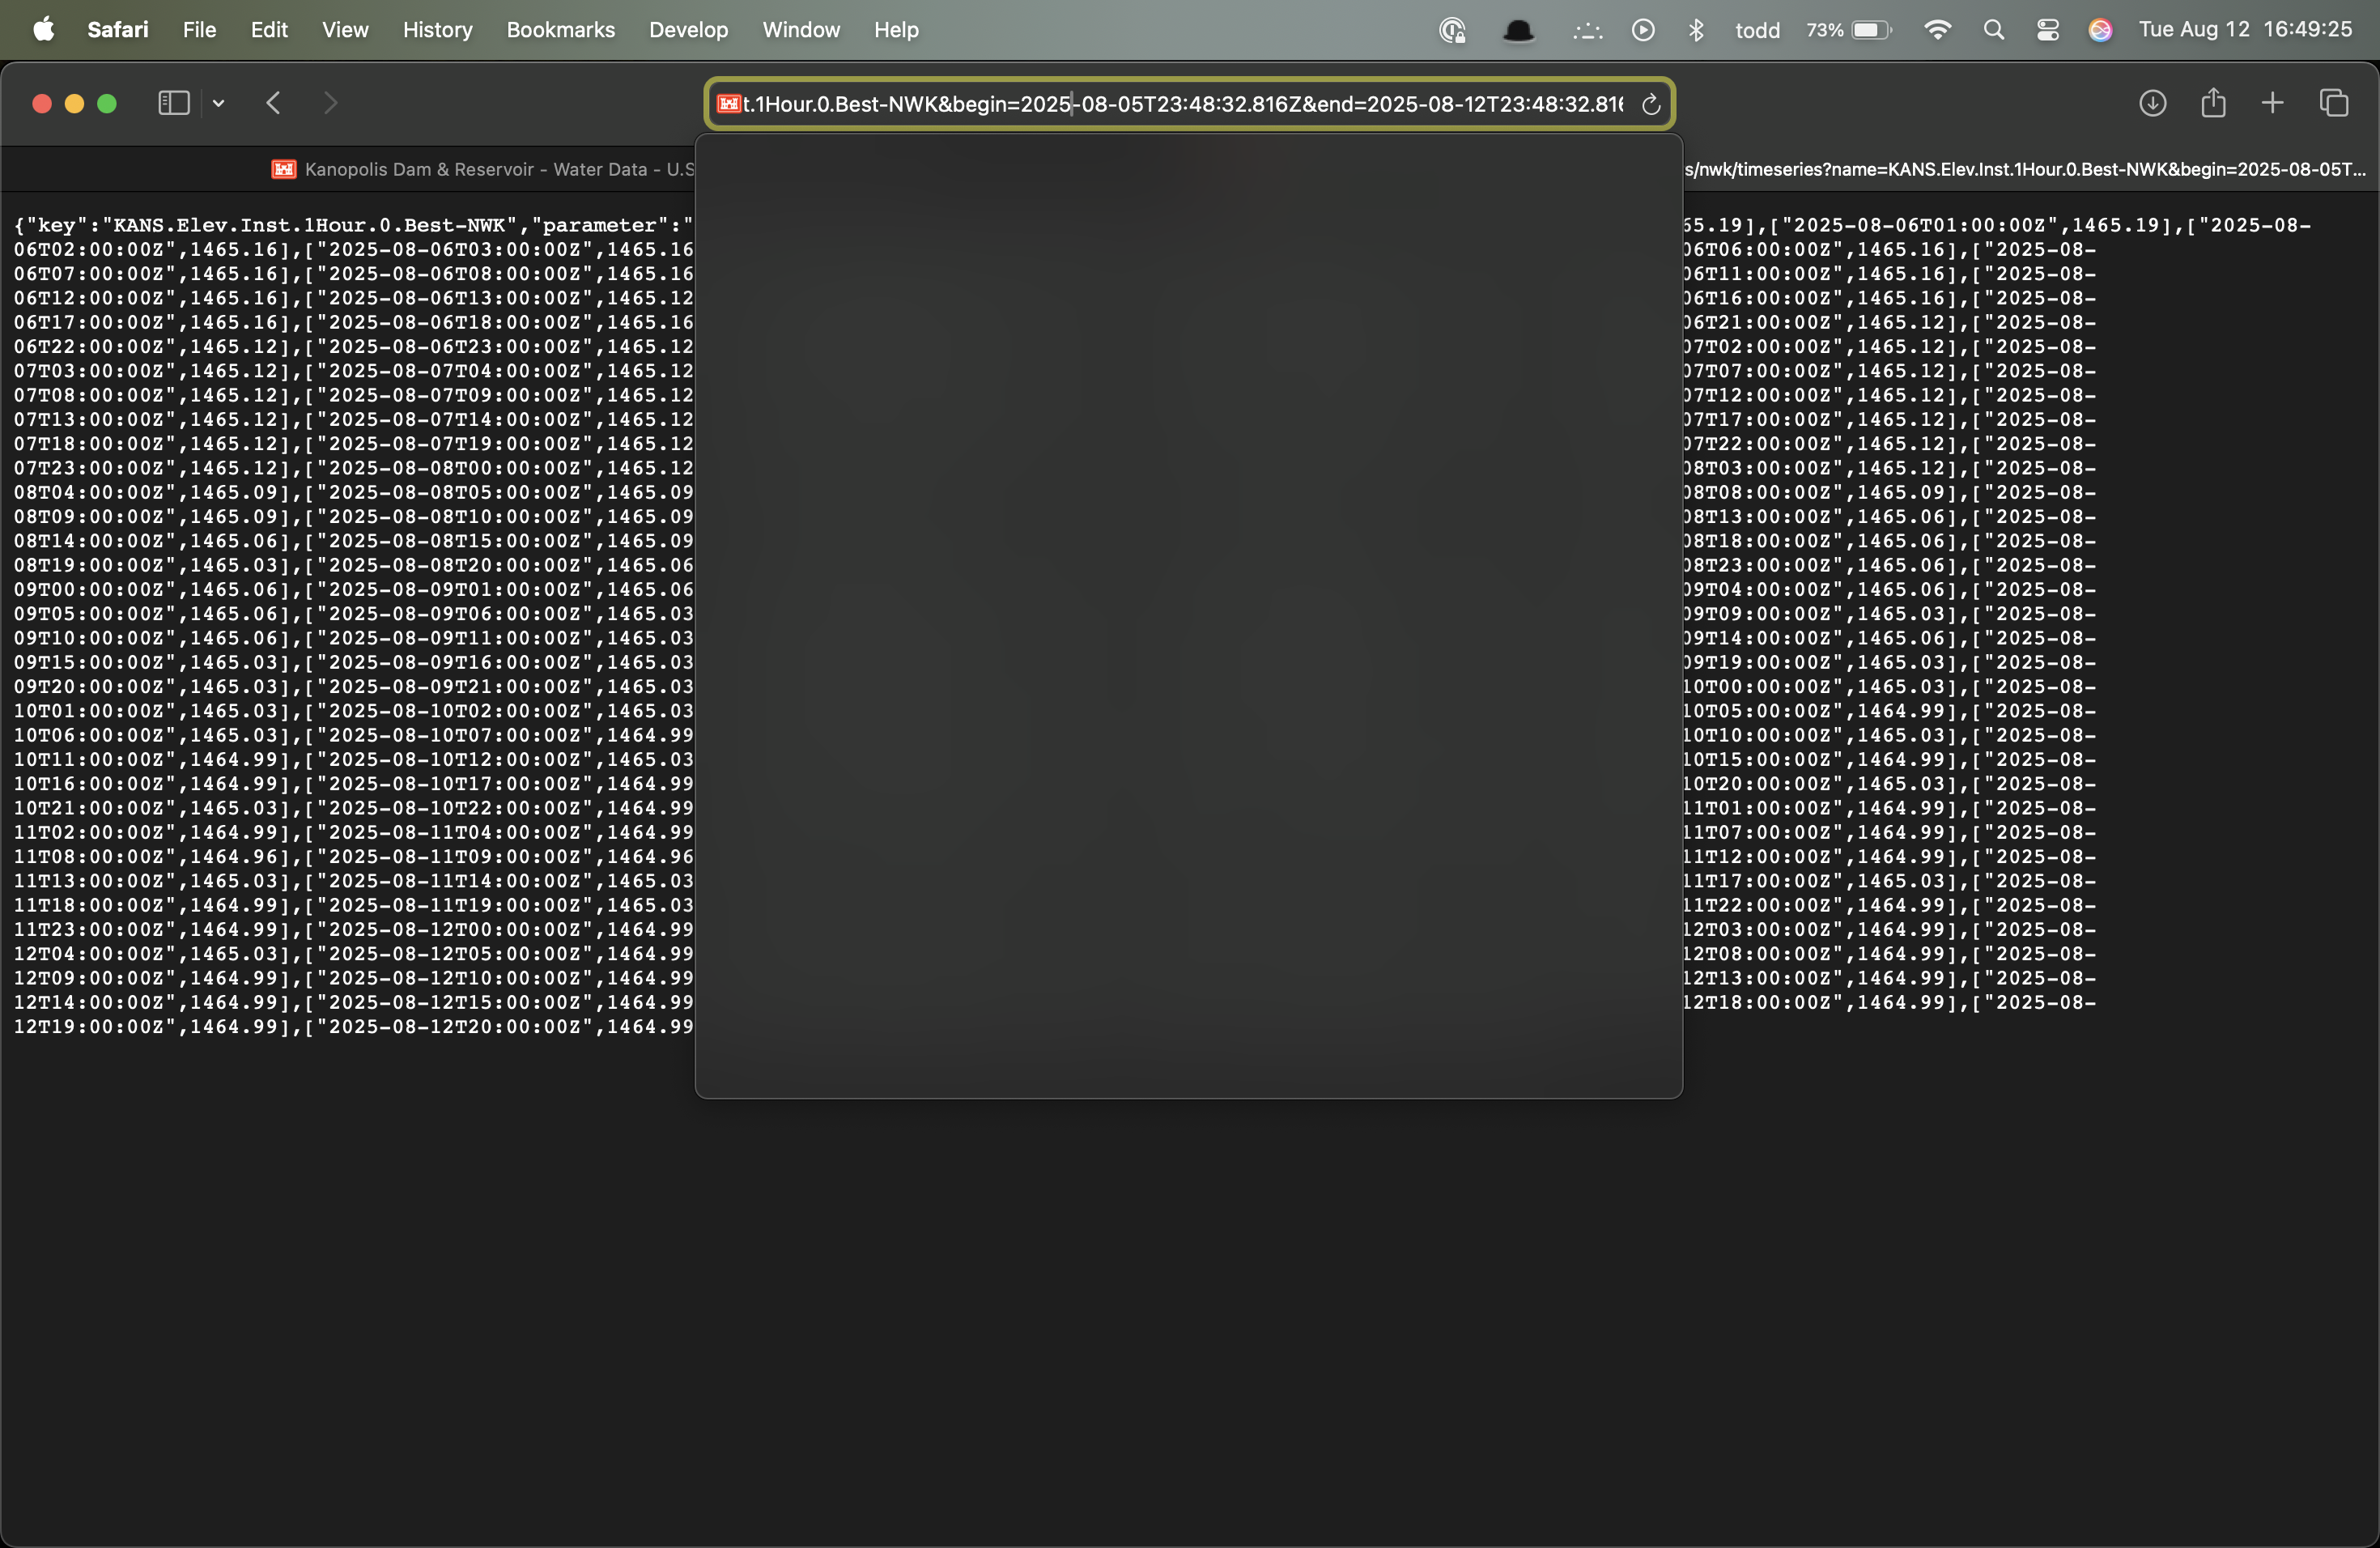 Safari File Edit View History Bookmarks Develop Window Help todd 73% Tue Aug 12 16:49:25
t.1Hour.0.Best-NWK&begin=2025-08-05T23:48:32.816Z&end=2025-08-12T23:48:32.816
Kanopolis Dam & Reservoir - Water Data - U.S s/nwk/timeseries?name=KANS.Elev.Inst.1Hour.0.Best-NWK&begin=2025-08-05T...
{"key":"KANS.Elev.Inst.1Hour.0.Best-NWK","parameter":" 65.19],["2025-08-06T01:00:00Z",1465.19],["2025-08-
06T02:00:00Z",1465.16],["2025-08-06T03:00:00Z",1465.16 06T06:00:00Z",1465.16],["2025-08-
06T07:00:00Z",1465.16],["2025-08-06T08:00:00Z",1465.16 06T11:00:00Z",1465.16],["2025-08-
06T12:00:00Z",1465.16],["2025-08-06T13:00:00Z",1465.12 06T16:00:00Z",1465.16],["2025-08-
06T17:00:00Z",1465.16],["2025-08-06T18:00:00Z",1465.16 06T21:00:00Z",1465.12],["2025-08-
06T22:00:00Z",1465.12],["2025-08-06T23:00:00Z",1465.12 07T02:00:00Z",1465.12],["2025-08-
07T03:00:00Z",1465.12],["2025-08-07T04:00:00Z",1465.12 07T07:00:00Z",1465.12],["2025-08-
07T08:00:00Z",1465.12],["2025-08-07T09:00:00Z",1465.12 07T12:00:00Z",1465.12],["2025-08-
07T13:00:00Z",1465.12],["2025-08-07T14:00:00Z",1465.12 07T17:00:00Z",1465.12],["2025-08-
07T18:00:00Z",1465.12],["2025-08-07T19:00:00Z",1465.12 07T22:00:00Z",1465.12],["2025-08-
07T23:00:00Z",1465.12],["2025-08-08T00:00:00Z",1465.12 08T03:00:00Z",1465.12],["2025-08-
08T04:00:00Z",1465.09],["2025-08-08T05:00:00Z",1465.09 08T08:00:00Z",1465.09],["2025-08-
08T09:00:00Z",1465.09],["2025-08-08T10:00:00Z",1465.09 08T13:00:00Z",1465.06],["2025-08-
08T14:00:00Z",1465.06],["2025-08-08T15:00:00Z",1465.09 08T18:00:00Z",1465.06],["2025-08-
08T19:00:00Z",1465.03],["2025-08-08T20:00:00Z",1465.06 08T23:00:00Z",1465.06],["2025-08-
09T00:00:00Z",1465.06],["2025-08-09T01:00:00Z",1465.06 09T04:00:00Z",1465.06],["2025-08-
09T05:00:00Z",1465.06],["2025-08-09T06:00:00Z",1465.03 09T09:00:00Z",1465.03],["2025-08-
09T10:00:00Z",1465.06],["2025-08-09T11:00:00Z",1465.03 09T14:00:00Z",1465.06],["2025-08-
09T15:00:00Z",1465.03],["2025-08-09T16:00:00Z",1465.03 09T19:00:00Z",1465.03],["2025-08-
09T20:00:00Z",1465.03],["2025-08-09T21:00:00Z",1465.03 10T00:00:00Z",1465.03],["2025-08-
10T01:00:00Z",1465.03],["2025-08-10T02:00:00Z",1465.03 10T05:00:00Z",1464.99],["2025-08-
10T06:00:00Z",1465.03],["2025-08-10T07:00:00Z",1464.99 10T10:00:00Z",1465.03],["2025-08-
10T11:00:00Z",1464.99],["2025-08-10T12:00:00Z",1465.03 10T15:00:00Z",1464.99],["2025-08-
10T16:00:00Z",1464.99],["2025-08-10T17:00:00Z",1464.99 10T20:00:00Z",1465.03],["2025-08-
10T21:00:00Z",1465.03],["2025-08-10T22:00:00Z",1464.99 11T01:00:00Z",1464.99],["2025-08-
11T02:00:00Z",1464.99],["2025-08-11T04:00:00Z",1464.99 11T07:00:00Z",1464.99],["2025-08-
11T08:00:00Z",1464.96],["2025-08-11T09:00:00Z",1464.96 11T12:00:00Z",1464.99],["2025-08-
11T13:00:00Z",1465.03],["2025-08-11T14:00:00Z",1465.03 11T17:00:00Z",1465.03],["2025-08-
11T18:00:00Z",1464.99],["2025-08-11T19:00:00Z",1465.03 11T22:00:00Z",1464.99],["2025-08-
11T23:00:00Z",1464.99],["2025-08-12T00:00:00Z",1464.99 12T03:00:00Z",1464.99],["2025-08-
12T04:00:00Z",1465.03],["2025-08-12T05:00:00Z",1464.99 12T08:00:00Z",1464.99],["2025-08-
12T09:00:00Z",1464.99],["2025-08-12T10:00:00Z",1464.99 12T13:00:00Z",1464.99],["2025-08-
12T14:00:00Z",1464.99],["2025-08-12T15:00:00Z",1464.99 12T18:00:00Z",1464.99],["2025-08-
12T19:00:00Z",1464.99],["2025-08-12T20:00:00Z",1464.99